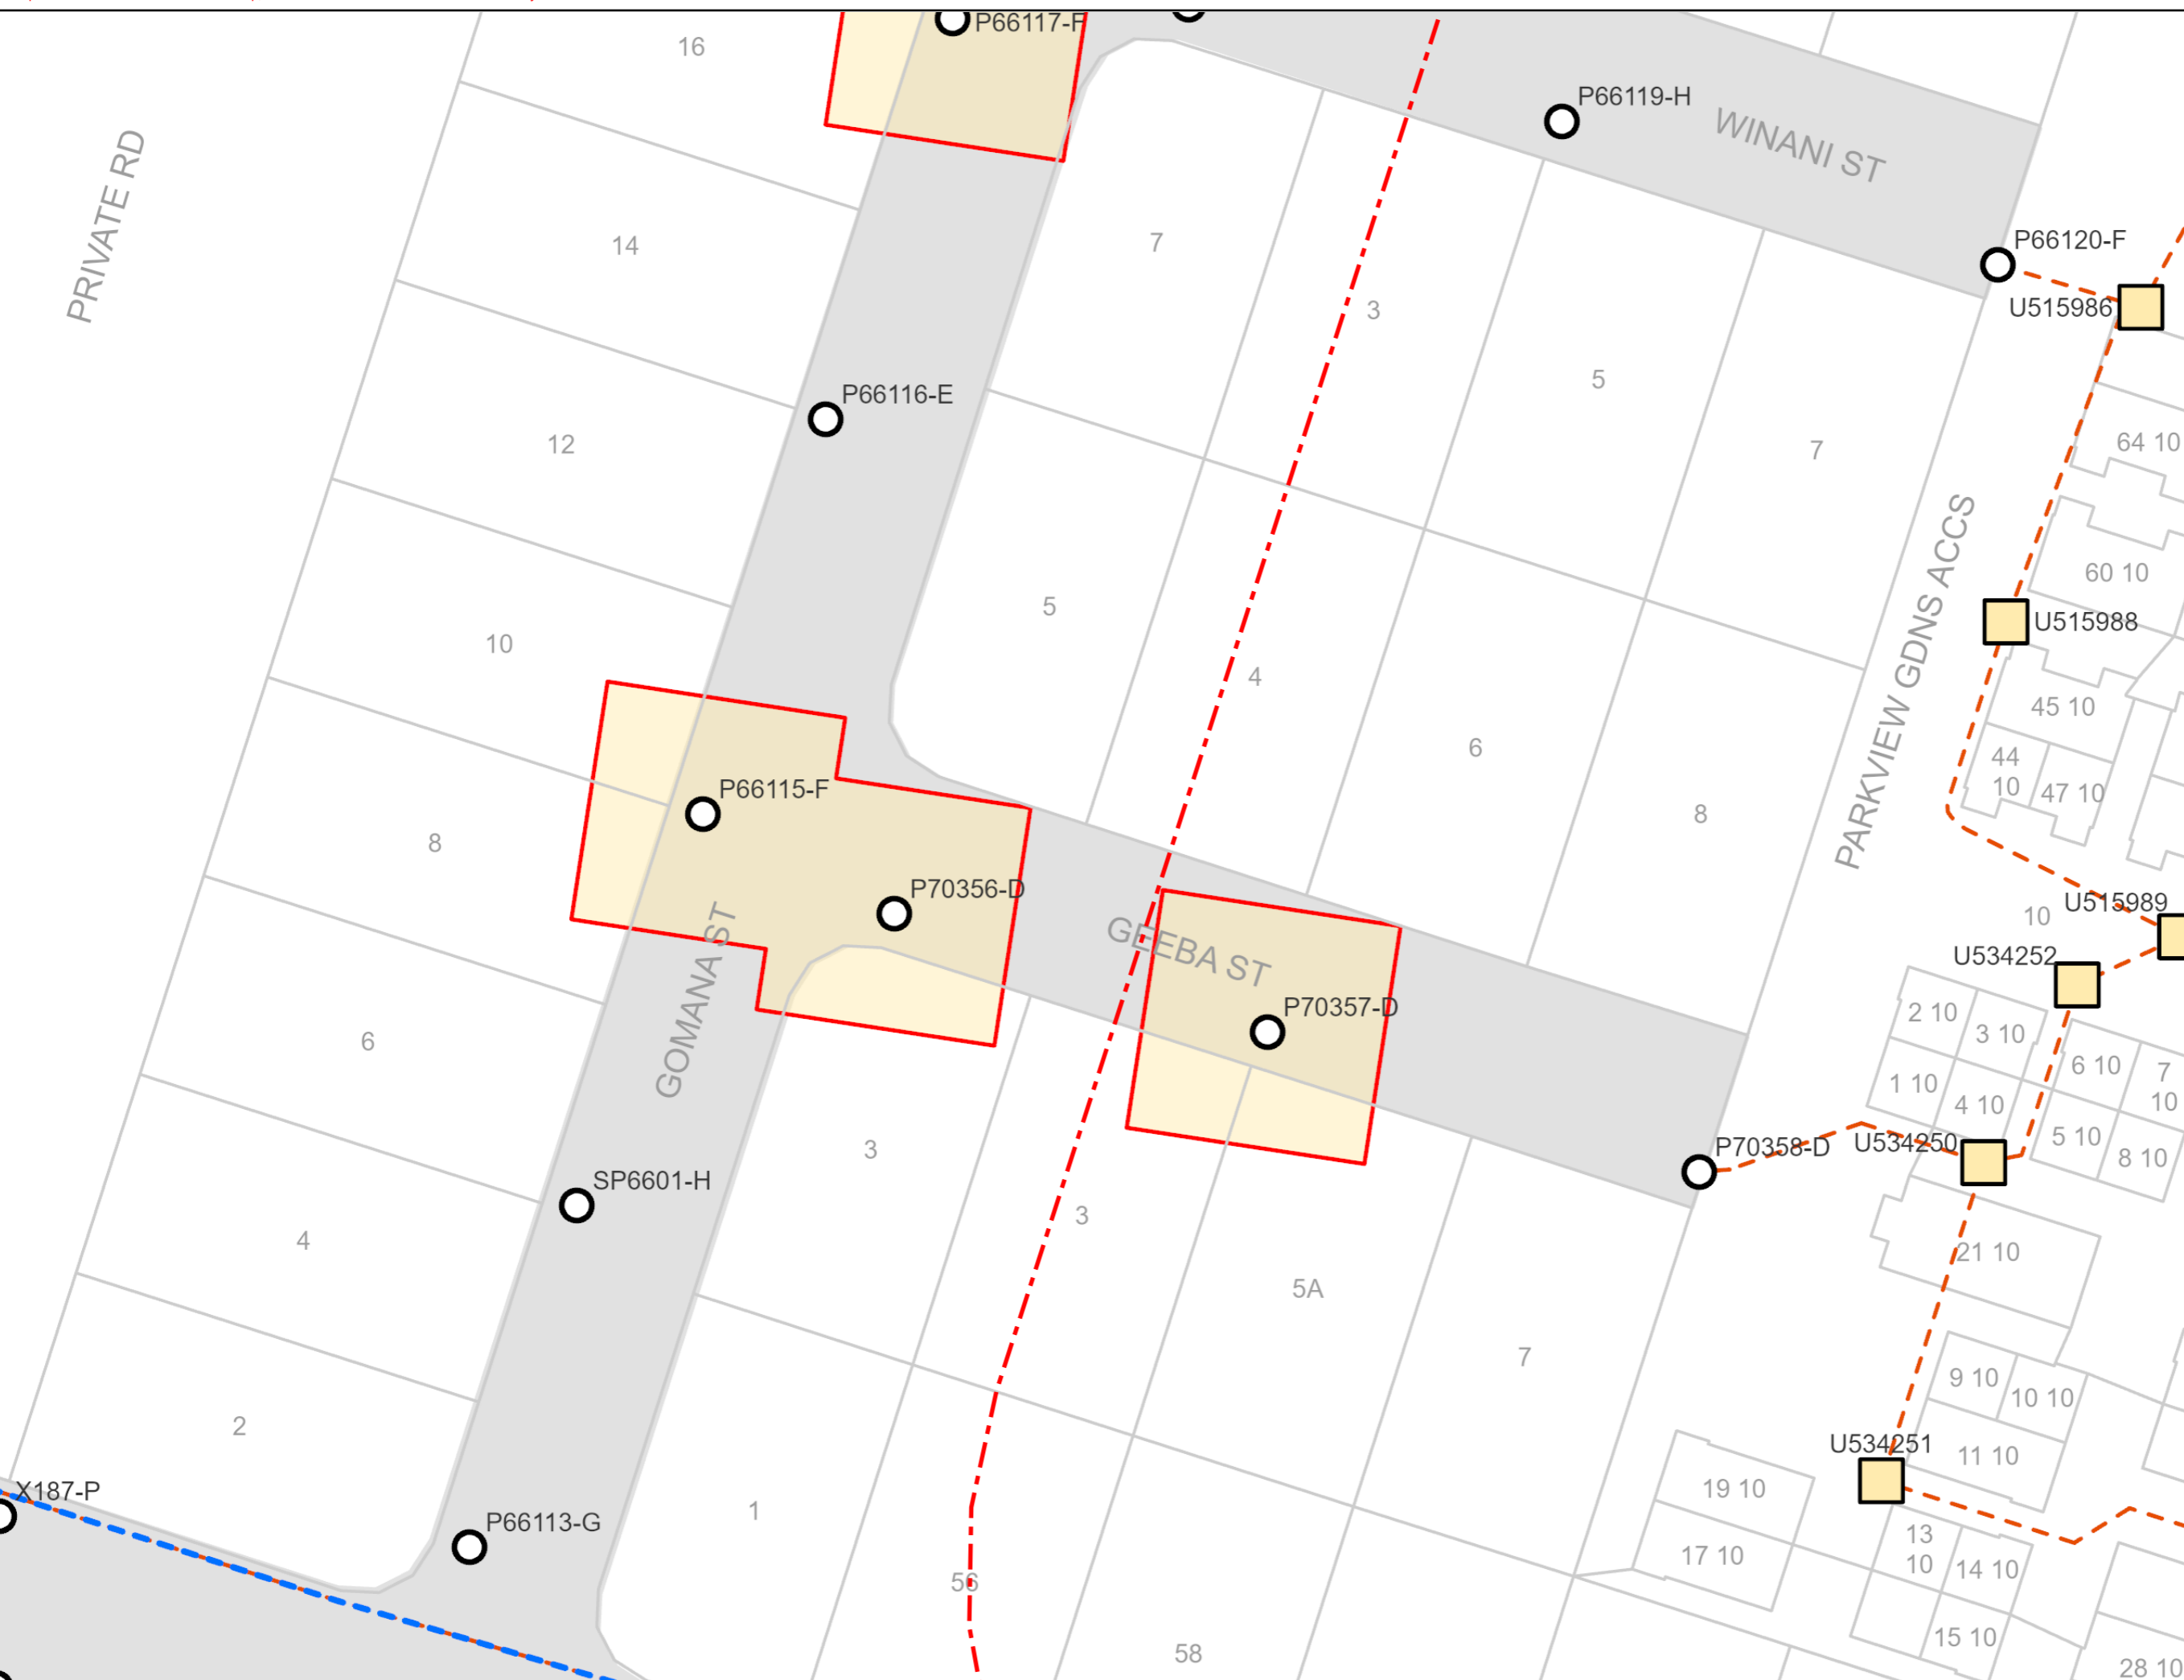 P66117-F
16
P66119-H
WINANI ST
PRIVATE RD
14
7
P66120-F
3
U515986
5
P66116-E
64 10
12
7
PARKVIEW GDNS ACCS
60 10
5
U515988
10
4
45 10
6
44
10
47 10
P66115-F
8
8
P70356-D
U515989
10
GEEBA ST
U534252
GOMANA ST
P70357-D
2 10
3 10
6
6 10
7
10
1 10
4 10
5 10
8 10
3
P70358-D
U534250
SP6601-H
3
4
21 10
5A
7
9 10
10 10
2
U534251
11 10
X187-P
19 10
1
P66113-G
13
10
17 10
14 10
56
15 10
58
28 10